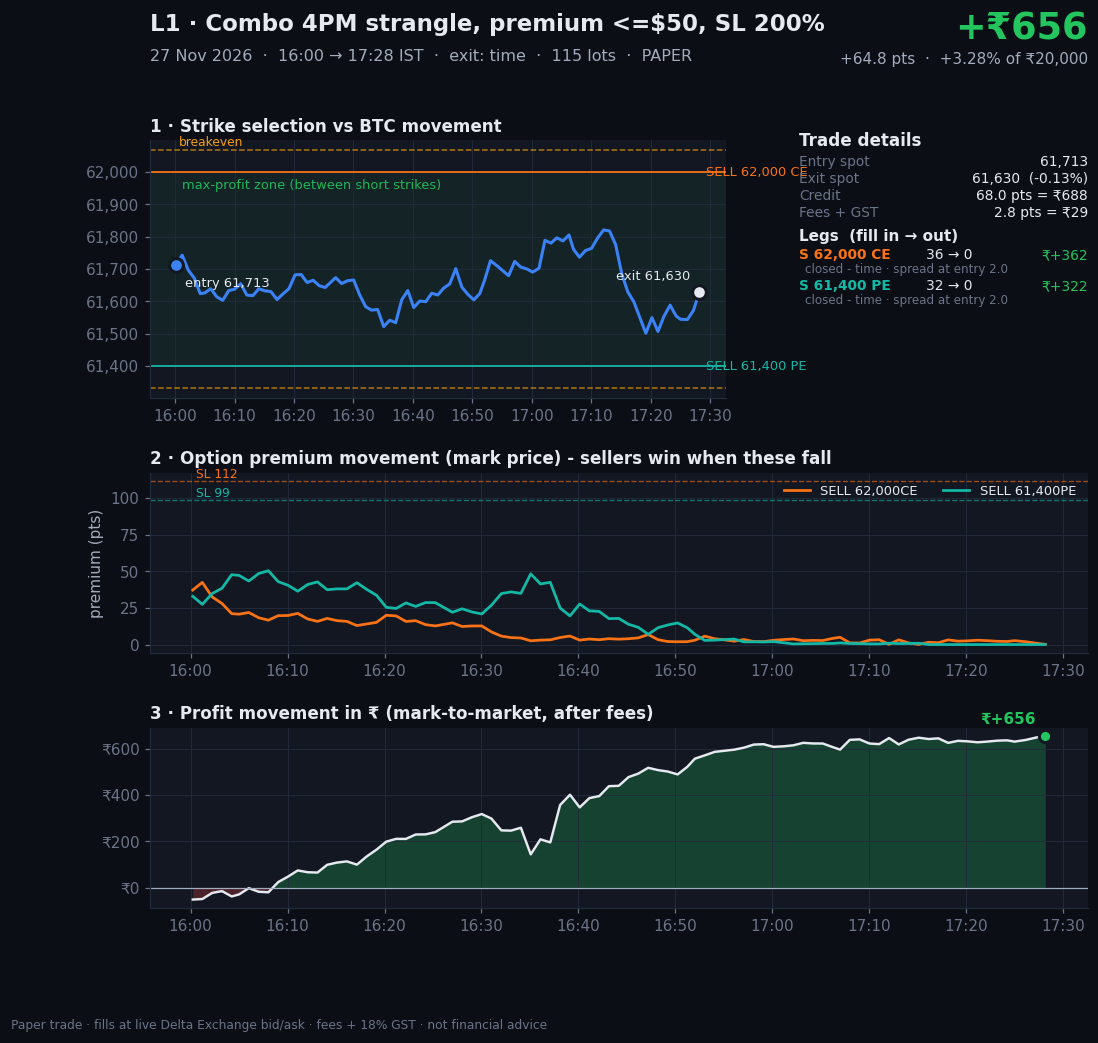 L1 · Combo 4PM strangle, premium <=$50, SL 200%
+₹656
27 Nov 2026 · 16:00 → 17:28 IST · exit: time · 115 lots · PAPER
+64.8 pts · +3.28% of ₹20,000
1 · Strike selection vs BTC movement
breakeven
SELL 62,000 CE
max-profit zone (between short strikes)
entry 61,713
exit 61,630
SELL 61,400 PE
62,000
61,900
61,800
61,700
61,600
61,500
61,400
16:00 16:10 16:20 16:30 16:40 16:50 17:00 17:10 17:20 17:30
Trade details
Entry spot 61,713
Exit spot 61,630 (-0.13%)
Credit 68.0 pts = ₹688
Fees + GST 2.8 pts = ₹29
Legs (fill in → out)
S 62,000 CE 36 → 0 ₹+362
closed - time · spread at entry 2.0
S 61,400 PE 32 → 0 ₹+322
closed - time · spread at entry 2.0
2 · Option premium movement (mark price) - sellers win when these fall
SL 112
SL 99
SELL 62,000CE SELL 61,400PE
premium (pts)
100
75
50
25
0
16:00 16:10 16:20 16:30 16:40 16:50 17:00 17:10 17:20 17:30
3 · Profit movement in ₹ (mark-to-market, after fees)
₹+656
₹600
₹400
₹200
₹0
16:00 16:10 16:20 16:30 16:40 16:50 17:00 17:10 17:20 17:30
Paper trade · fills at live Delta Exchange bid/ask · fees + 18% GST · not financial advice